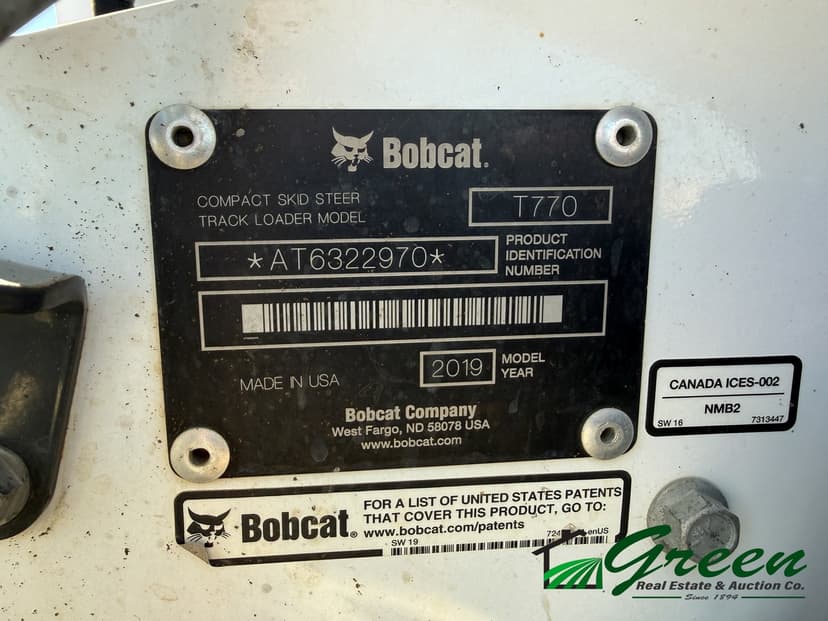 Bobcat.
COMPACT SKID STEER
TRACK LOADER MODEL
T770
*AT6322970*
PRODUCT
IDENTIFICATION
NUMBER
MADE IN USA
2019
MODEL
YEAR
Bobcat Company
West Fargo, ND 58078 USA
www.bobcat.com
CANADA ICES-002
NMB2
SW 16
7313447
Bobcat®
FOR A LIST OF UNITED STATES PATENTS
THAT COVER THIS PRODUCT, GO TO:
www.bobcat.com/patents
SW 19
enUS
Green
Real Estate & Auction Co.
Since 1894